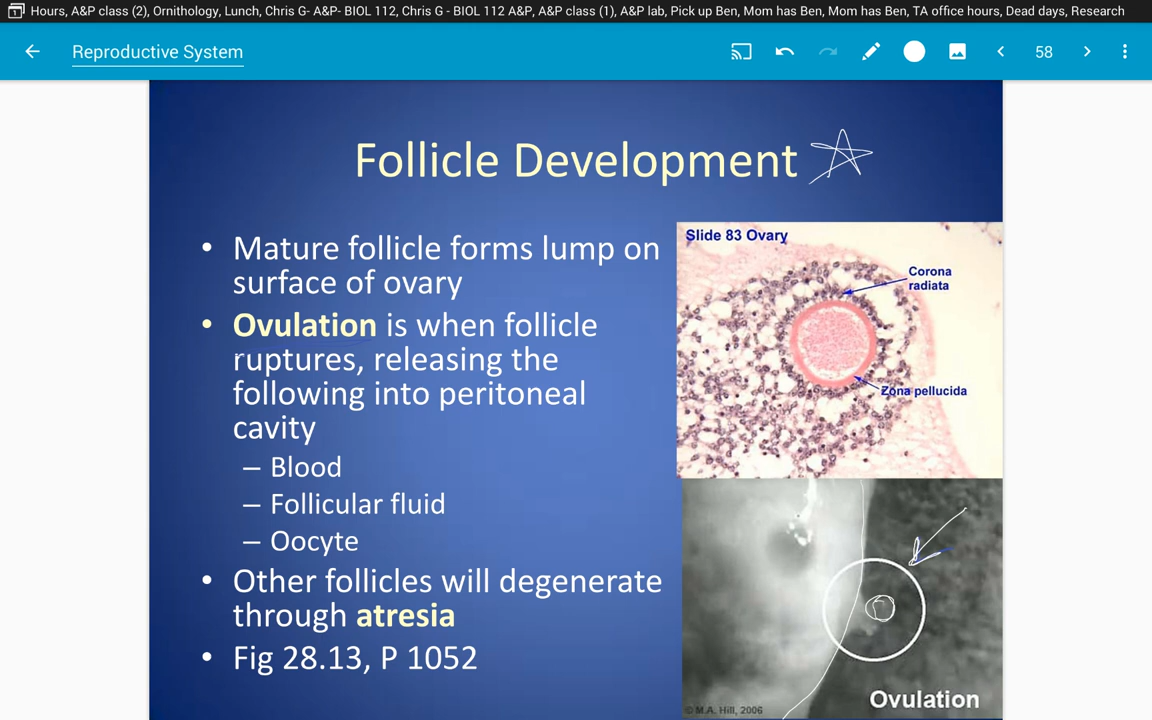 Hours, A&P class (2), Ornithology, Lunch, Chris G- A&P- BIOL 112, Chris G - BIOL 112 A&P, A&P class (1), A&P lab, Pick up Ben, Mom has Ben, Mom has Ben, TA office hours, Dead days, Research
Reproductive System
58
Follicle Development
• Mature follicle forms lump on
surface of ovary
• Ovulation is when follicle
ruptures, releasing the
following into peritoneal
cavity
– Blood
– Follicular fluid
– Oocyte
• Other follicles will degenerate
through atresia
• Fig 28.13, P 1052
Slide 83 Ovary
Corona
radiata
Zona pellucida
Ovulation
© M.A. Hill, 2006